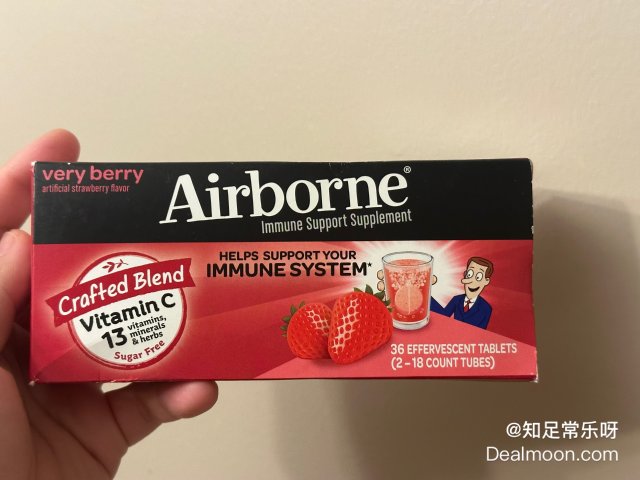 very berry
artificial strawberry flavor
Airborne®
Immune Support Supplement
HELPS SUPPORT YOUR
IMMUNE SYSTEM*
Crafted Blend
Vitamin C
13 vitamins,
minerals
& herbs
Sugar Free
36 EFFERVESCENT TABLETS
(2-18 COUNT TUBES)
@知足常乐呀
Dealmoon.com